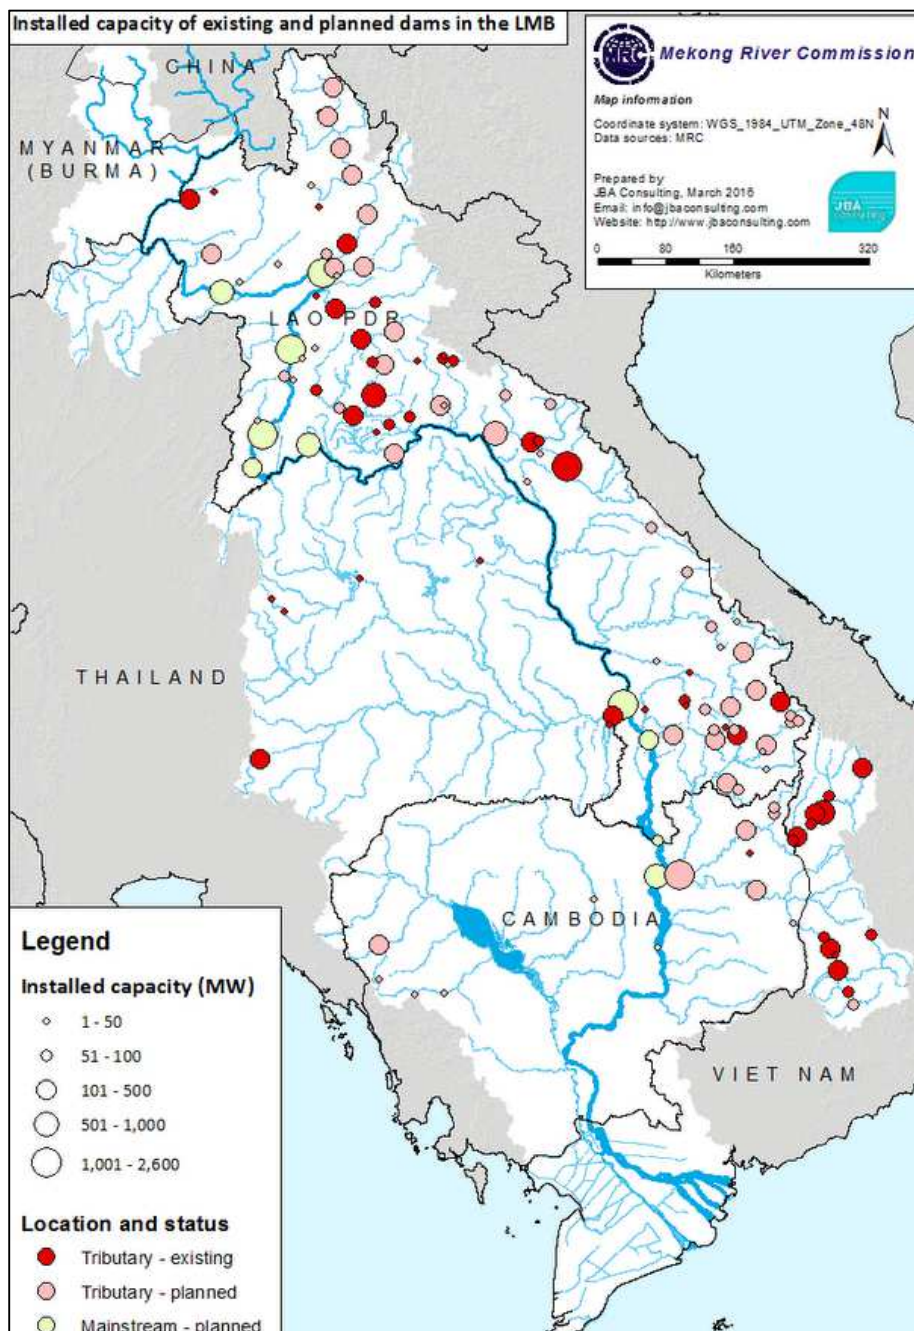 Installed capacity of existing and planned dams in the LMB
MRC
Mekong River Commission
Map information
Coordinate system: WGS_1984_UTM_Zone_48N
Data sources: MRC
N
Prepared by
JBA Consulting, March 2016
Email: info@jbaconsulting.com
Website: http://www.jbaconsulting.com
JBA
consulting
0 80 160 320
Kilometers
CHINA
MYANMAR
(BURMA)
LAO PDR
THAILAND
CAMBODIA
VIET NAM
Legend
Installed capacity (MW)
1 - 50
51 - 100
101 - 500
501 - 1,000
1,001 - 2,600
Location and status
Tributary - existing
Tributary - planned
Mainstream - planned